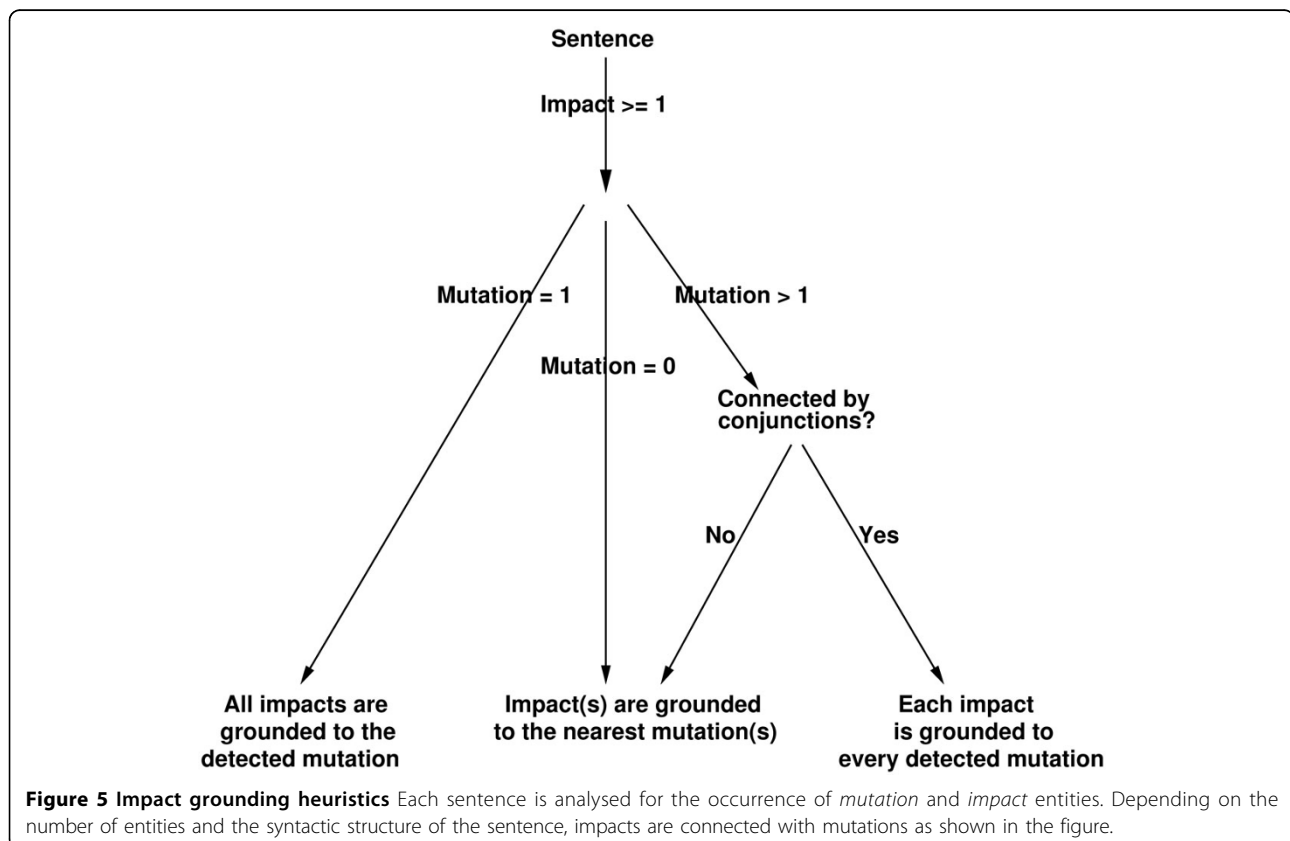 Sentence
Impact >= 1
Mutation = 1
Mutation > 1
Mutation = 0
Connected by
conjunctions?
No
Yes
All impacts are
grounded to the
detected mutation
Impact(s) are grounded
to the nearest mutation(s)
Each impact
is grounded to
every detected mutation
Figure 5 Impact grounding heuristics Each sentence is analysed for the occurrence of mutation and impact entities. Depending on the
number of entities and the syntactic structure of the sentence, impacts are connected with mutations as shown in the figure.